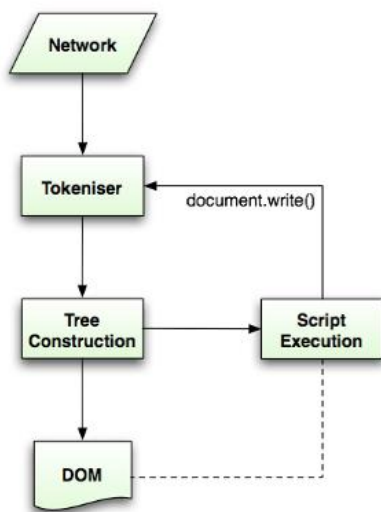 Network
Tokeniser
document.write()
Tree
Construction
Script
Execution
DOM